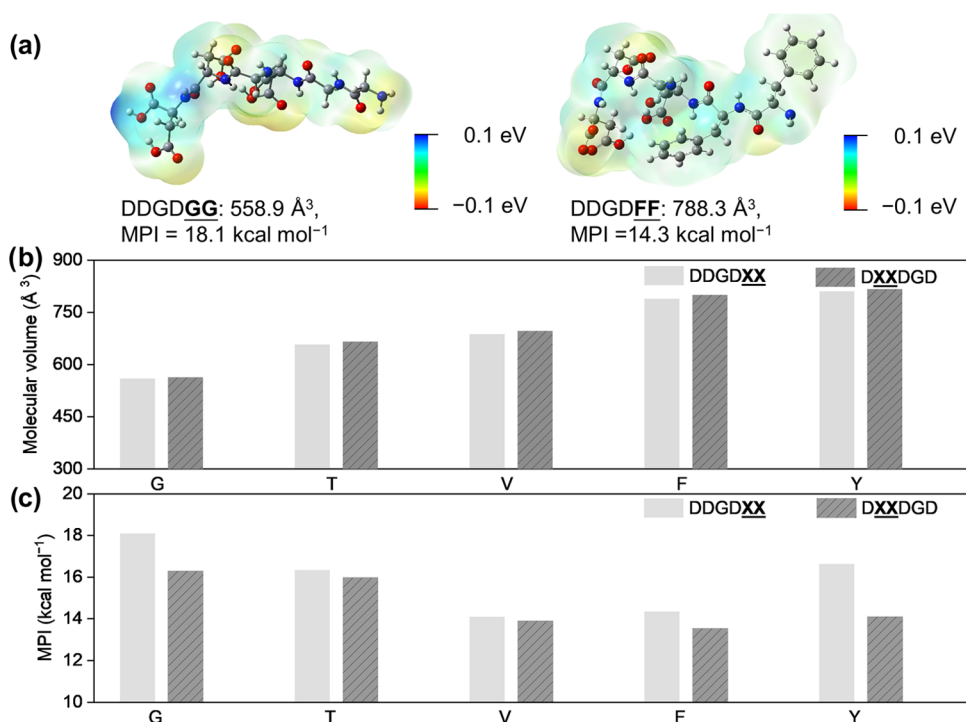 (a)
0.1 eV
−0.1 eV
0.1 eV
−0.1 eV
DDGDGG: 558.9 Å³,
MPI = 18.1 kcal mol⁻¹
DDGDFF: 788.3 Å³,
MPI =14.3 kcal mol⁻¹
(b)
Molecular volume (Å ³)
900
750
600
450
300
DDGDXX
DXXDGD
G
T
V
F
Y
(c)
MPI (kcal mol⁻¹)
20
18
16
14
12
10
DDGDXX
DXXDGD
G
T
V
F
Y